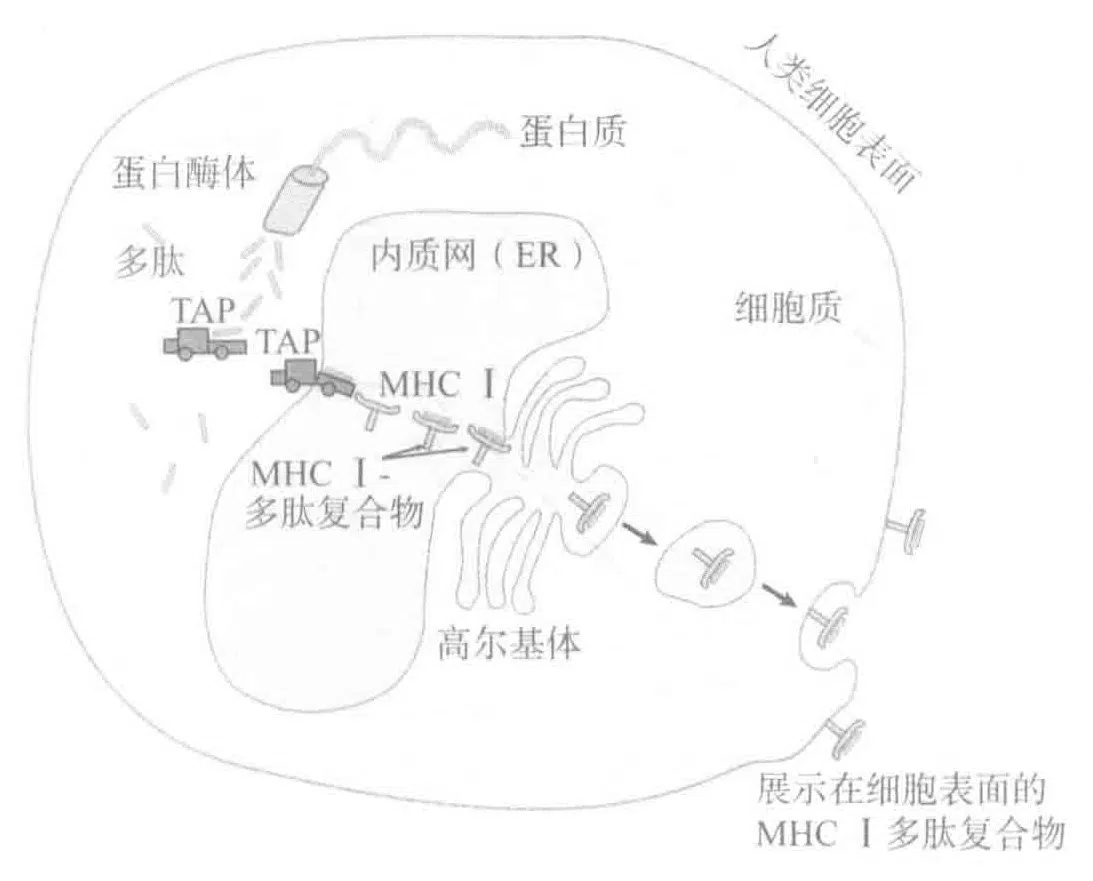 人类细胞表面
蛋白质
蛋白酶体
内质网（ER）
多肽
细胞质
TAP
TAP
MHC Ⅰ
MHC Ⅰ-
多肽复合物
高尔基体
展示在细胞表面的
MHC Ⅰ多肽复合物